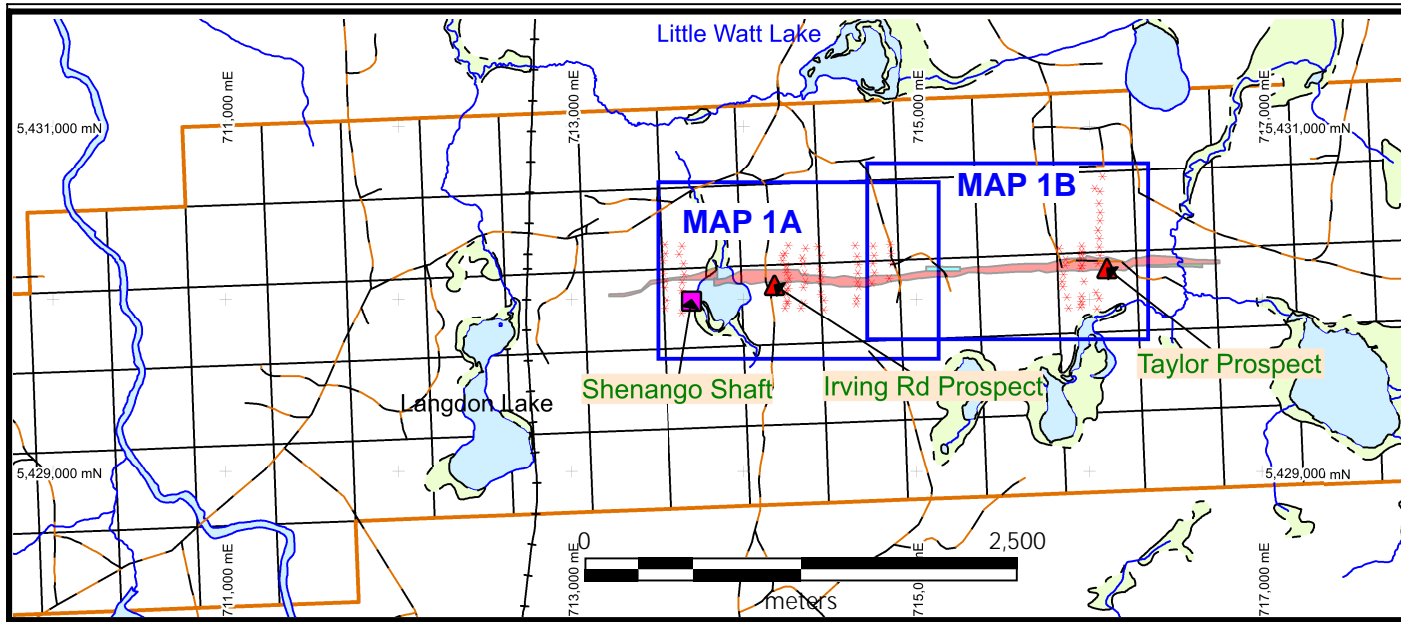 Little Watt Lake
711,000 mE
713,000 mE
715,000 mE
717,000 mE
5,431,000 mN
5,431,000 mN
MAP 1A
MAP 1B
Shenango Shaft
Irving Rd Prospect
Taylor Prospect
Langdon Lake
5,429,000 mN
5,429,000 mN
0
2,500
meters
711,000 mE
713,000 mE
715,000 mE
717,000 mE